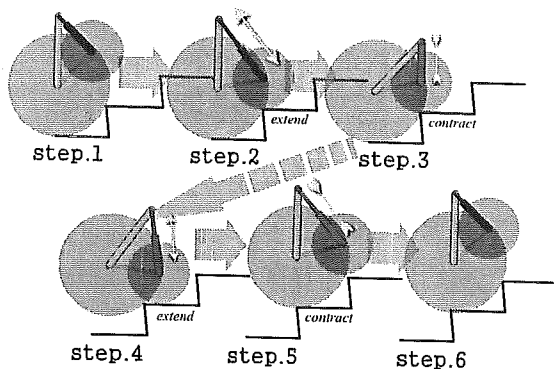 extend
contract
step.1
step.2
step.3
extend
contract
step.4
step.5
step.6